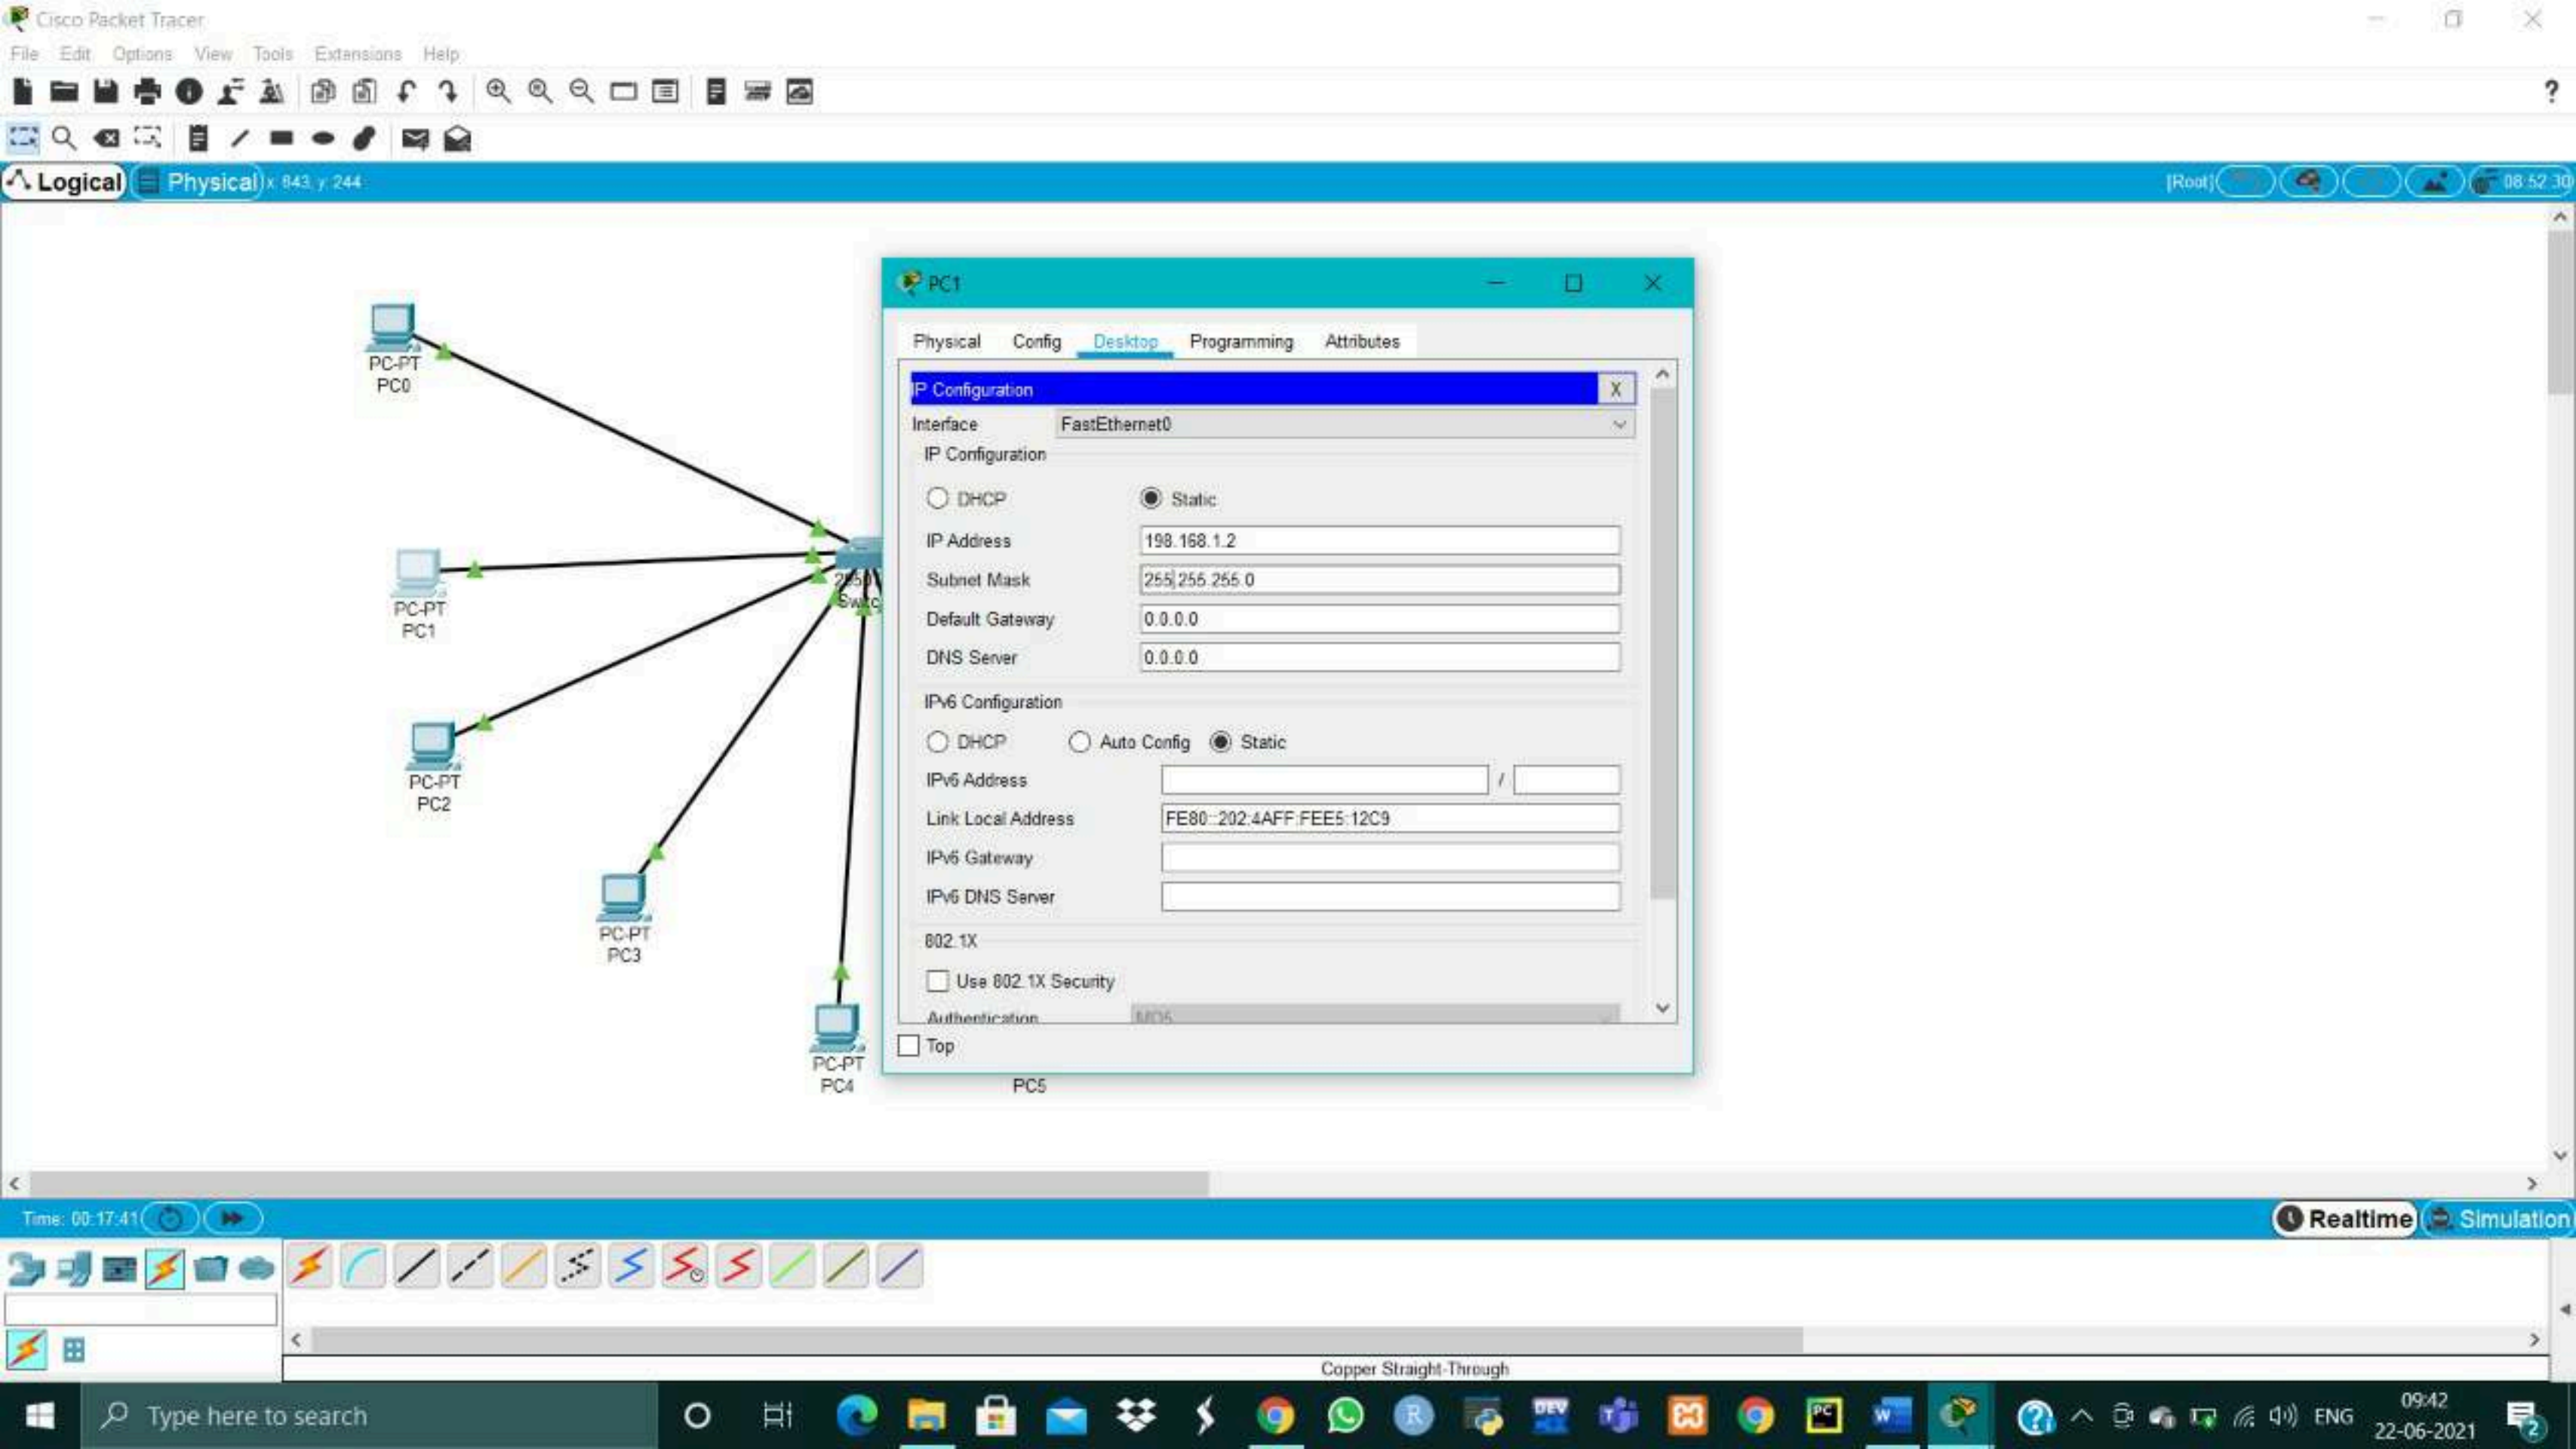 Cisco Packet Tracer
File Edit Options View Tools Extensions Help
?
Logical Physical x: 843, y: 244 [Root] 08:52:30
PC-PT
PC0
PC-PT
PC1
PC-PT
PC2
PC-PT
PC3
PC-PT
PC4
PC5
PC1
Physical Config Desktop Programming Attributes
IP Configuration X
Interface FastEthernet0
IP Configuration
DHCP Static
IP Address 198.168.1.2
Subnet Mask 255.255.255.0
Default Gateway 0.0.0.0
DNS Server 0.0.0.0
IPv6 Configuration
DHCP Auto Config Static
IPv6 Address /
Link Local Address FE80::202:4AFF:FEE5:12C9
IPv6 Gateway
IPv6 DNS Server
802.1X
Use 802.1X Security
Authentication MD5
Top
Time: 00:17:41 Realtime Simulation
Copper Straight-Through
Type here to search
ENG
09:42
22-06-2021
2